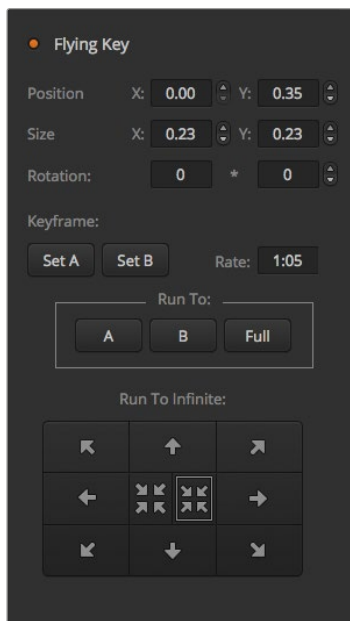 Flying Key
Position X: 0.00 Y: 0.35
Size X: 0.23 Y: 0.23
Rotation: 0 * 0
Keyframe:
Set A Set B Rate: 1:05
Run To:
A B Full
Run To Infinite: